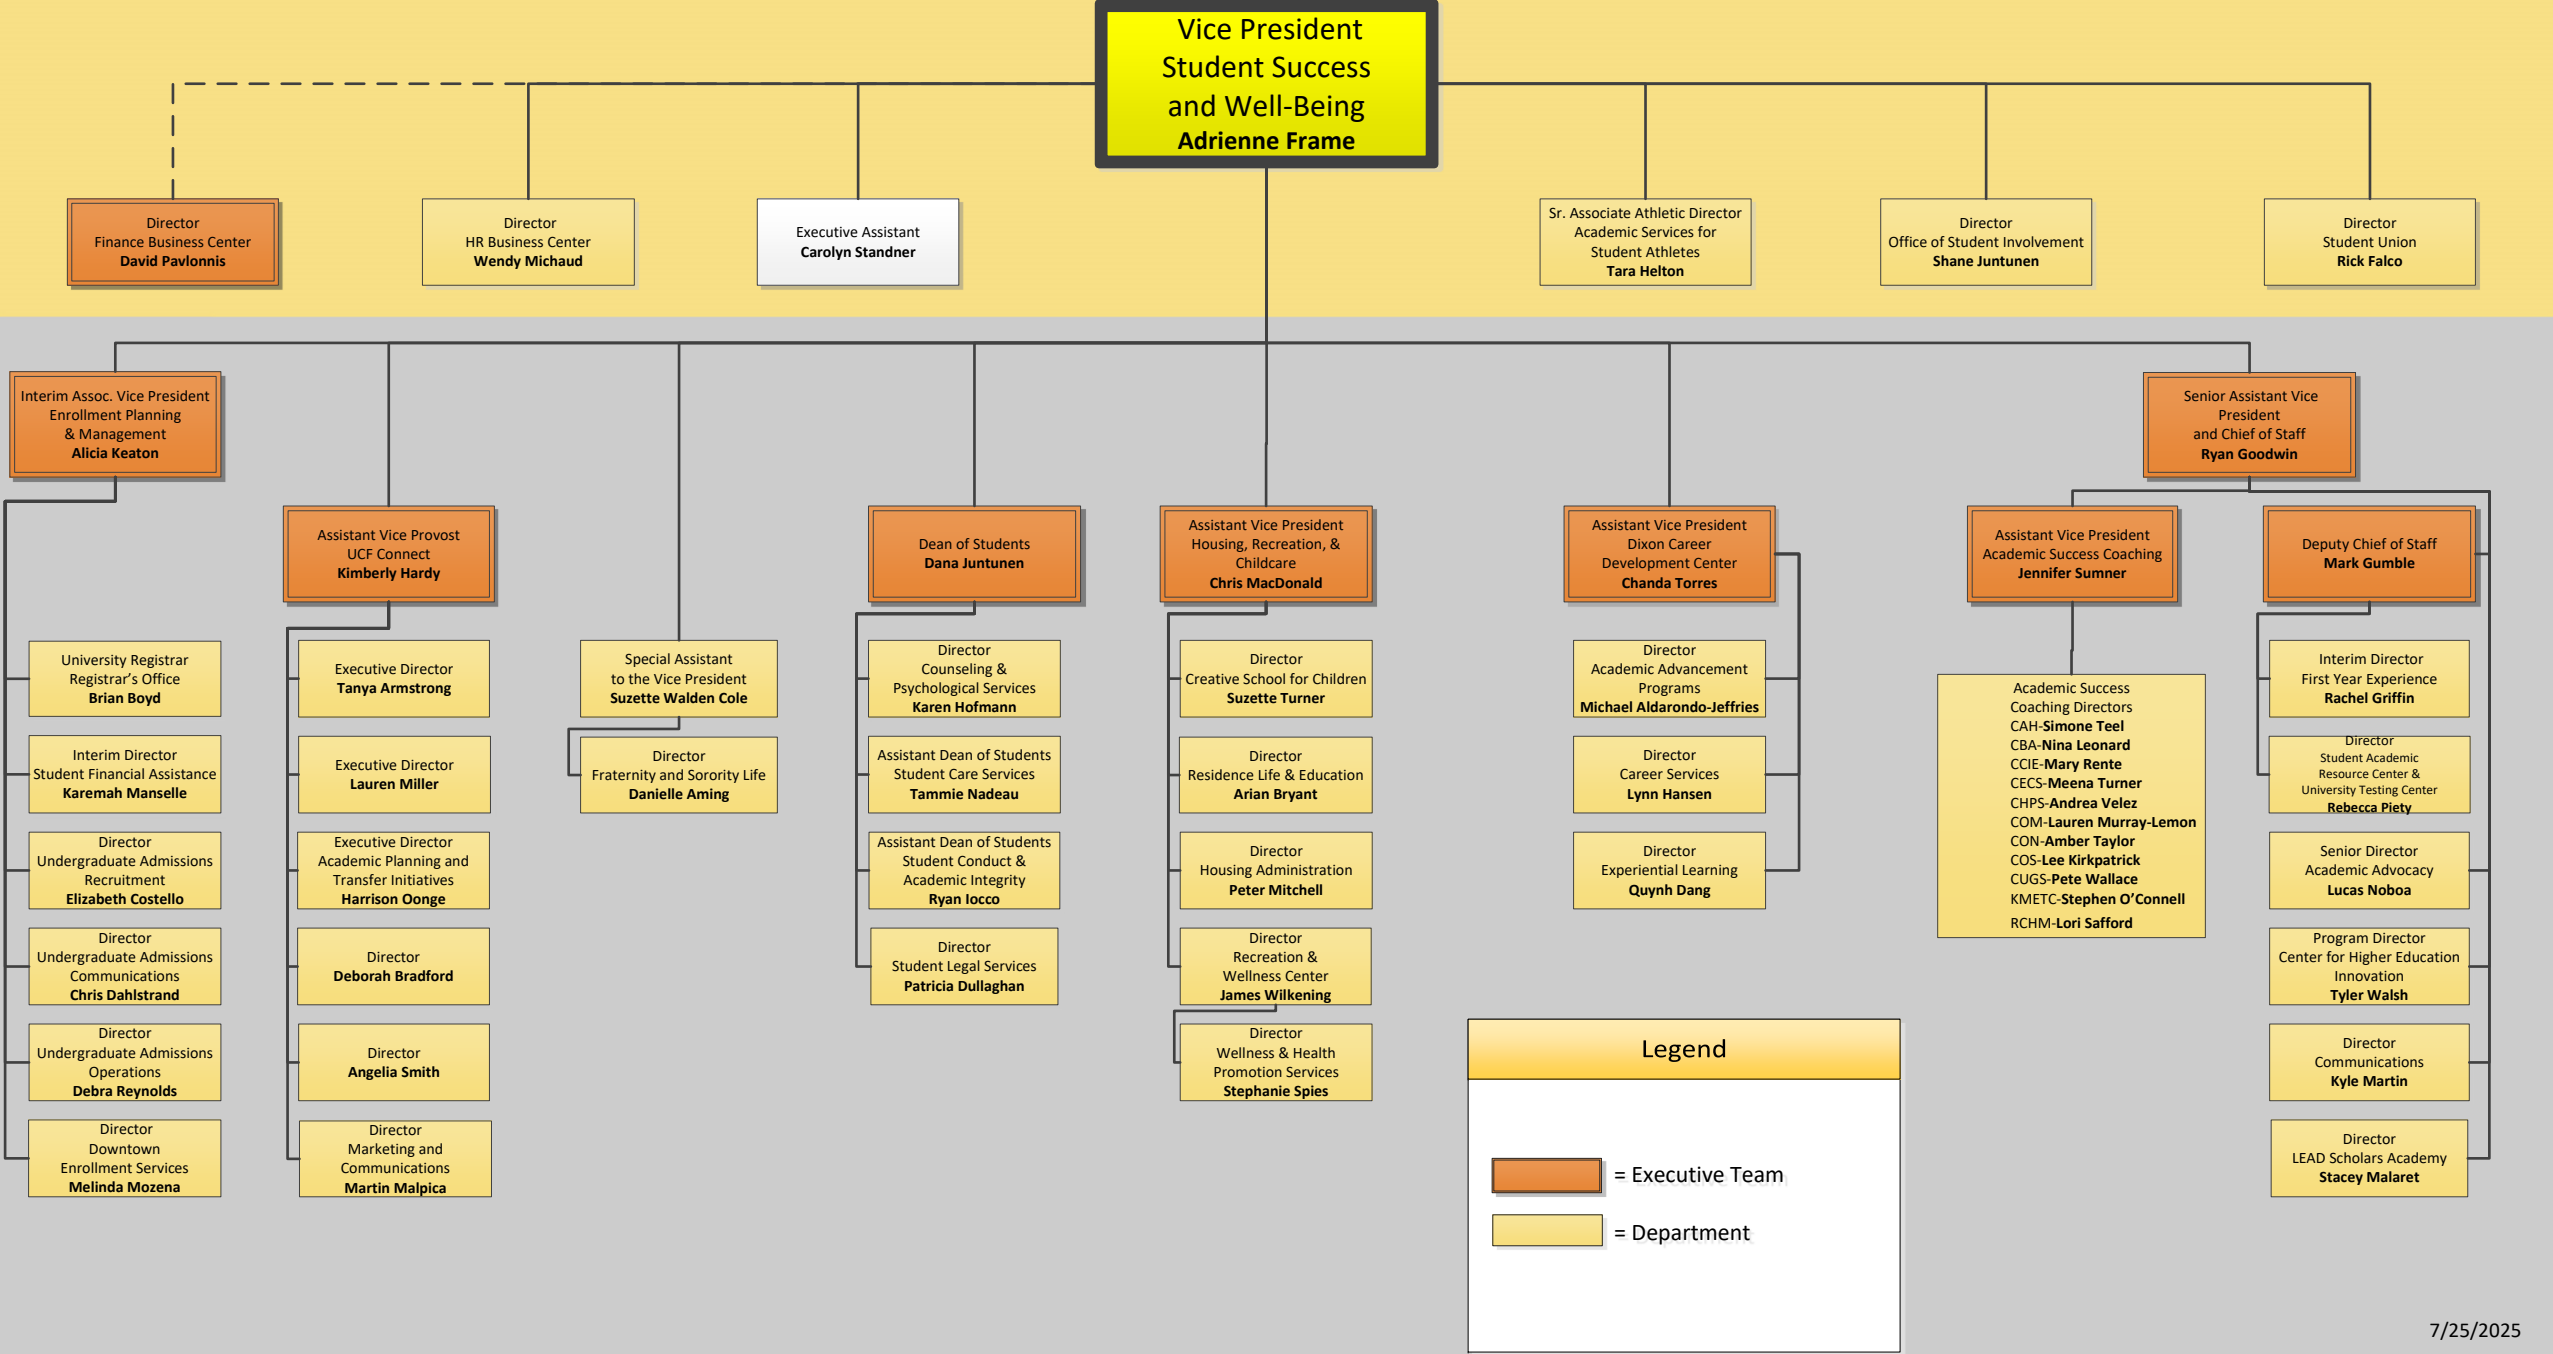 Vice President
Student Success
and Well-Being
Adrienne Frame
Director
Finance Business Center
David Pavlonnis
Director
HR Business Center
Wendy Michaud
Executive Assistant
Carolyn Standner
Sr. Associate Athletic Director
Academic Services for
Student Athletes
Tara Helton
Director
Office of Student Involvement
Shane Juntunen
Director
Student Union
Rick Falco
Interim Assoc. Vice President
Enrollment Planning
& Management
Alicia Keaton
Senior Assistant Vice
President
and Chief of Staff
Ryan Goodwin
Assistant Vice Provost
UCF Connect
Kimberly Hardy
Dean of Students
Dana Juntunen
Assistant Vice President
Housing, Recreation, &
Childcare
Chris MacDonald
Assistant Vice President
Dixon Career
Development Center
Chanda Torres
Assistant Vice President
Academic Success Coaching
Jennifer Sumner
Deputy Chief of Staff
Mark Gumble
University Registrar
Registrar’s Office
Brian Boyd
Interim Director
Student Financial Assistance
Karemah Manselle
Director
Undergraduate Admissions
Recruitment
Elizabeth Costello
Director
Undergraduate Admissions
Communications
Chris Dahlstrand
Director
Undergraduate Admissions
Operations
Debra Reynolds
Director
Downtown
Enrollment Services
Melinda Mozena
Executive Director
Tanya Armstrong
Executive Director
Lauren Miller
Executive Director
Academic Planning and
Transfer Initiatives
Harrison Oonge
Director
Deborah Bradford
Director
Angelia Smith
Director
Marketing and
Communications
Martin Malpica
Special Assistant
to the Vice President
Suzette Walden Cole
Director
Fraternity and Sorority Life
Danielle Aming
Director
Counseling &
Psychological Services
Karen Hofmann
Assistant Dean of Students
Student Care Services
Tammie Nadeau
Assistant Dean of Students
Student Conduct &
Academic Integrity
Ryan Iocco
Director
Student Legal Services
Patricia Dullaghan
Director
Creative School for Children
Suzette Turner
Director
Residence Life & Education
Arian Bryant
Director
Housing Administration
Peter Mitchell
Director
Recreation &
Wellness Center
James Wilkening
Director
Wellness & Health
Promotion Services
Stephanie Spies
Director
Academic Advancement
Programs
Michael Aldarondo-Jeffries
Director
Career Services
Lynn Hansen
Director
Experiential Learning
Quynh Dang
Academic Success
Coaching Directors
CAH-Simone Teel
CBA-Nina Leonard
CCIE-Mary Rente
CECS-Meena Turner
CHPS-Andrea Velez
COM-Lauren Murray-Lemon
CON-Amber Taylor
COS-Lee Kirkpatrick
CUGS-Pete Wallace
KMETC-Stephen O’Connell
RCHM-Lori Safford
Interim Director
First Year Experience
Rachel Griffin
Director
Student Academic
Resource Center &
University Testing Center
Rebecca Piety
Senior Director
Academic Advocacy
Lucas Noboa
Program Director
Center for Higher Education
Innovation
Tyler Walsh
Director
Communications
Kyle Martin
Director
LEAD Scholars Academy
Stacey Malaret
Legend
= Executive Team
= Department
7/25/2025